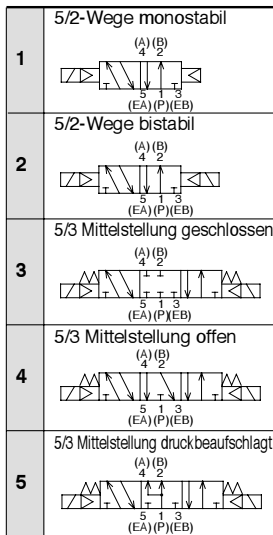 5/2-Wege monostabil
(A) (B)
4 2
1
5 1 3
(EA) (P) (EB)
5/2-Wege bistabil
(A) (B)
4 2
2
5 1 3
(EA) (P) (EB)
5/3 Mittelstellung geschlossen
(A) (B)
4 2
3
5 1 3
(EA) (P) (EB)
5/3 Mittelstellung offen
(A) (B)
4 2
4
5 1 3
(EA) (P) (EB)
5/3 Mittelstellung druckbeaufschlagt
(A) (B)
4 2
5
5 1 3
(EA) (P) (EB)